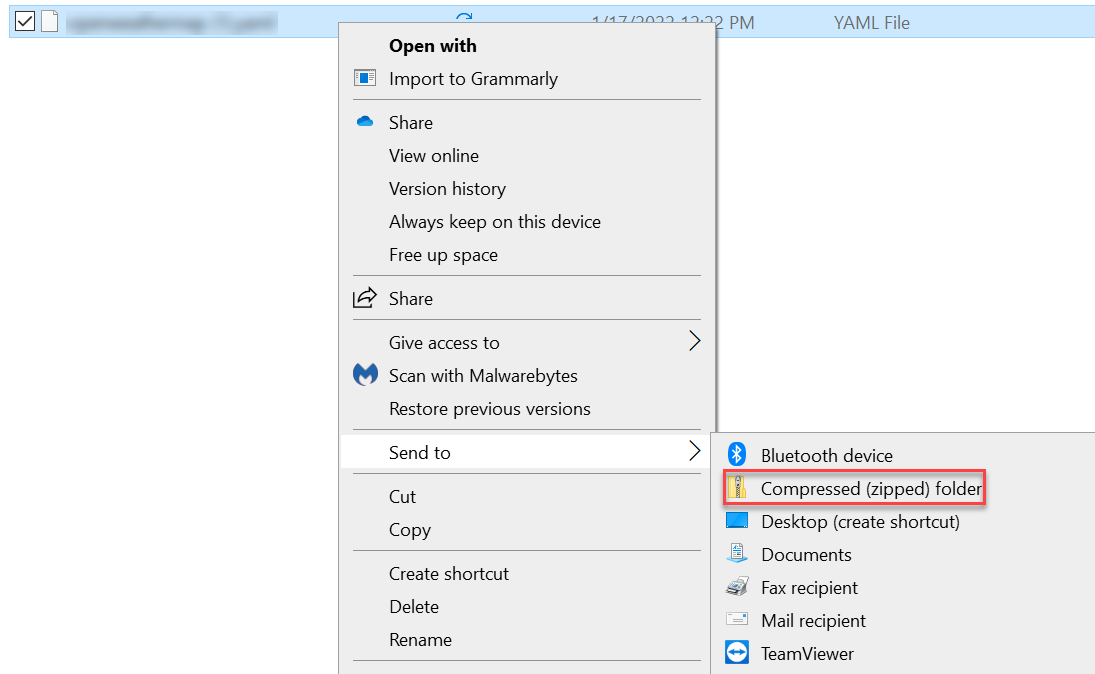 1/17/2022 12:22 PM YAML File
Open with
Import to Grammarly
Share
View online
Version history
Always keep on this device
Free up space
Share
Give access to
Scan with Malwarebytes
Restore previous versions
Send to
Cut
Copy
Create shortcut
Delete
Rename
Bluetooth device
Compressed (zipped) folder
Desktop (create shortcut)
Documents
Fax recipient
Mail recipient
TeamViewer